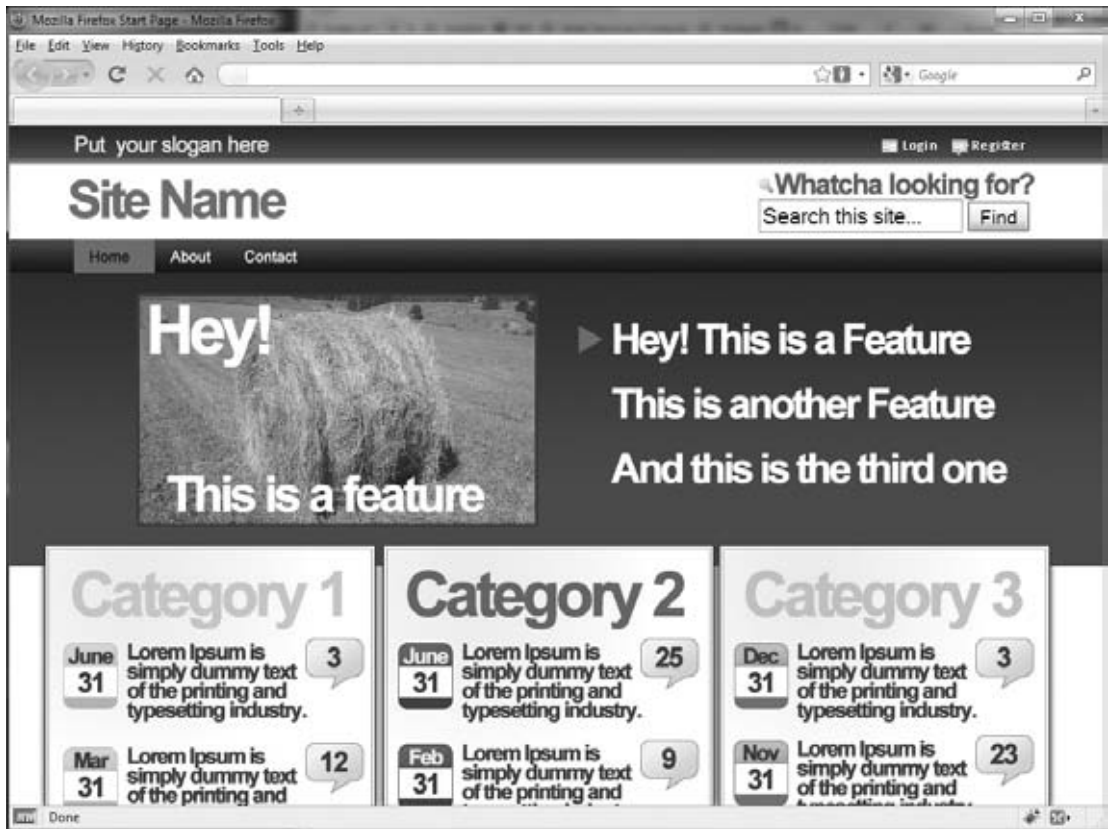 Mozilla Firefox Start Page - Mozilla Firefox
File Edit View History Bookmarks Tools Help
Google
Put your slogan here
Login Register
Site Name
Whatcha looking for?
Search this site... Find
Home About Contact
Hey!
This is a feature
Hey! This is a Feature
This is another Feature
And this is the third one
Category 1
June
31
Lorem Ipsum is
simply dummy text
of the printing and
typesetting industry.
3
Mar
31
Lorem Ipsum is
simply dummy text
of the printing and
12
Category 2
June
31
Lorem Ipsum is
simply dummy text
of the printing and
typesetting industry.
25
Feb
31
Lorem Ipsum is
simply dummy text
of the printing and
9
Category 3
Dec
31
Lorem Ipsum is
simply dummy text
of the printing and
typesetting industry.
3
Nov
31
Lorem Ipsum is
simply dummy text
of the printing and
23
Done